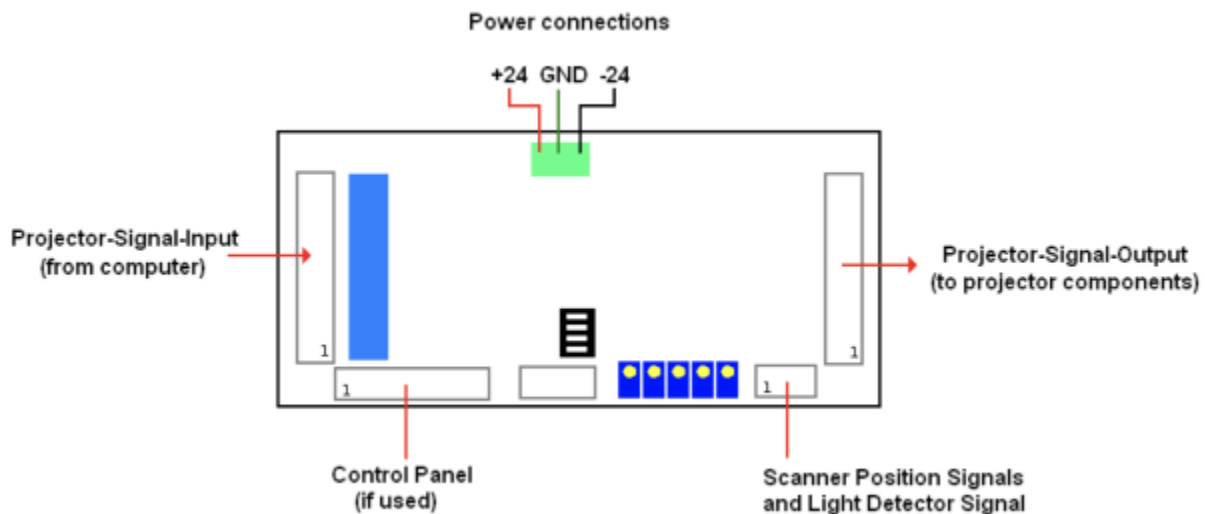 Power connections
+24 GND -24
Projector-Signal-Input
(from computer)
Projector-Signal-Output
(to projector components)
1
1
1
1
Control Panel
(if used)
Scanner Position Signals
and Light Detector Signal